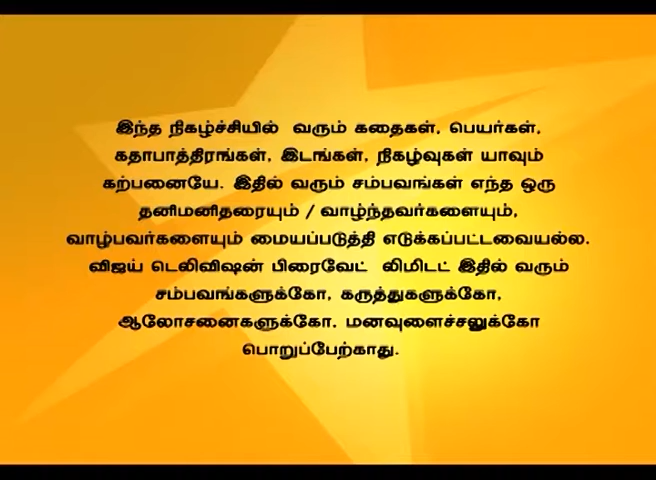 இந்த நிகழ்ச்சியில் வரும் கதைகள், பெயர்கள்,
கதாபாத்திரங்கள், இடங்கள், நிகழ்வுகள் யாவும்
கற்பனையே. இதில் வரும் சம்பவங்கள் எந்த ஒரு
தனிமனிதரையும் / வாழ்ந்தவர்களையும்,
வாழ்பவர்களையும் மையப்படுத்தி எடுக்கப்பட்டவையல்ல.
விஜய் டெலிவிஷன் பிரைவேட் லிமிடட் இதில் வரும்
சம்பவங்களுக்கோ, கருத்துகளுக்கோ,
ஆலோசனைகளுக்கோ, மனவுளைச்சலுக்கோ
பொறுப்பேற்காது.